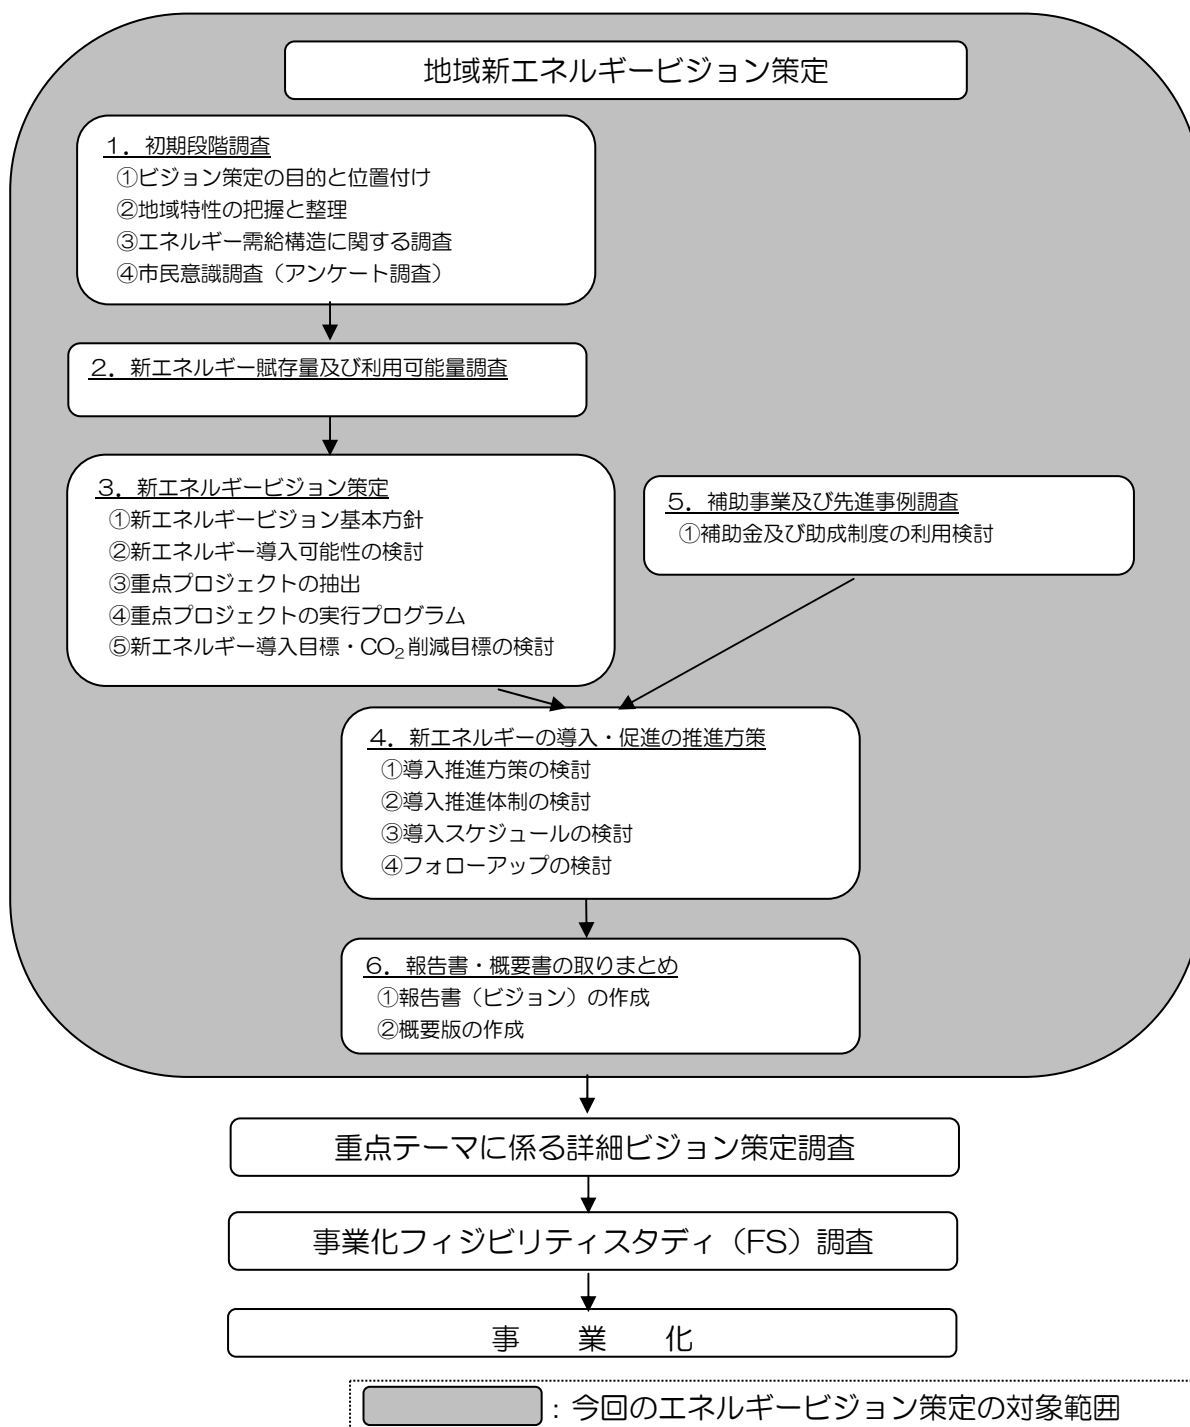 地域新エネルギービジョン策定
1．初期段階調査
①ビジョン策定の目的と位置付け
②地域特性の把握と整理
③エネルギー需給構造に関する調査
④市民意識調査（アンケート調査）
2．新エネルギー賦存量及び利用可能量調査
3．新エネルギービジョン策定
①新エネルギービジョン基本方針
②新エネルギー導入可能性の検討
③重点プロジェクトの抽出
④重点プロジェクトの実行プログラム
⑤新エネルギー導入目標・CO₂削減目標の検討
5．補助事業及び先進事例調査
①補助金及び助成制度の利用検討
4．新エネルギーの導入・促進の推進方策
①導入推進方策の検討
②導入推進体制の検討
③導入スケジュールの検討
④フォローアップの検討
6．報告書・概要書の取りまとめ
①報告書（ビジョン）の作成
②概要版の作成
重点テーマに係る詳細ビジョン策定調査
事業化フィジビリティスタディ（FS）調査
事　業　化
：今回のエネルギービジョン策定の対象範囲